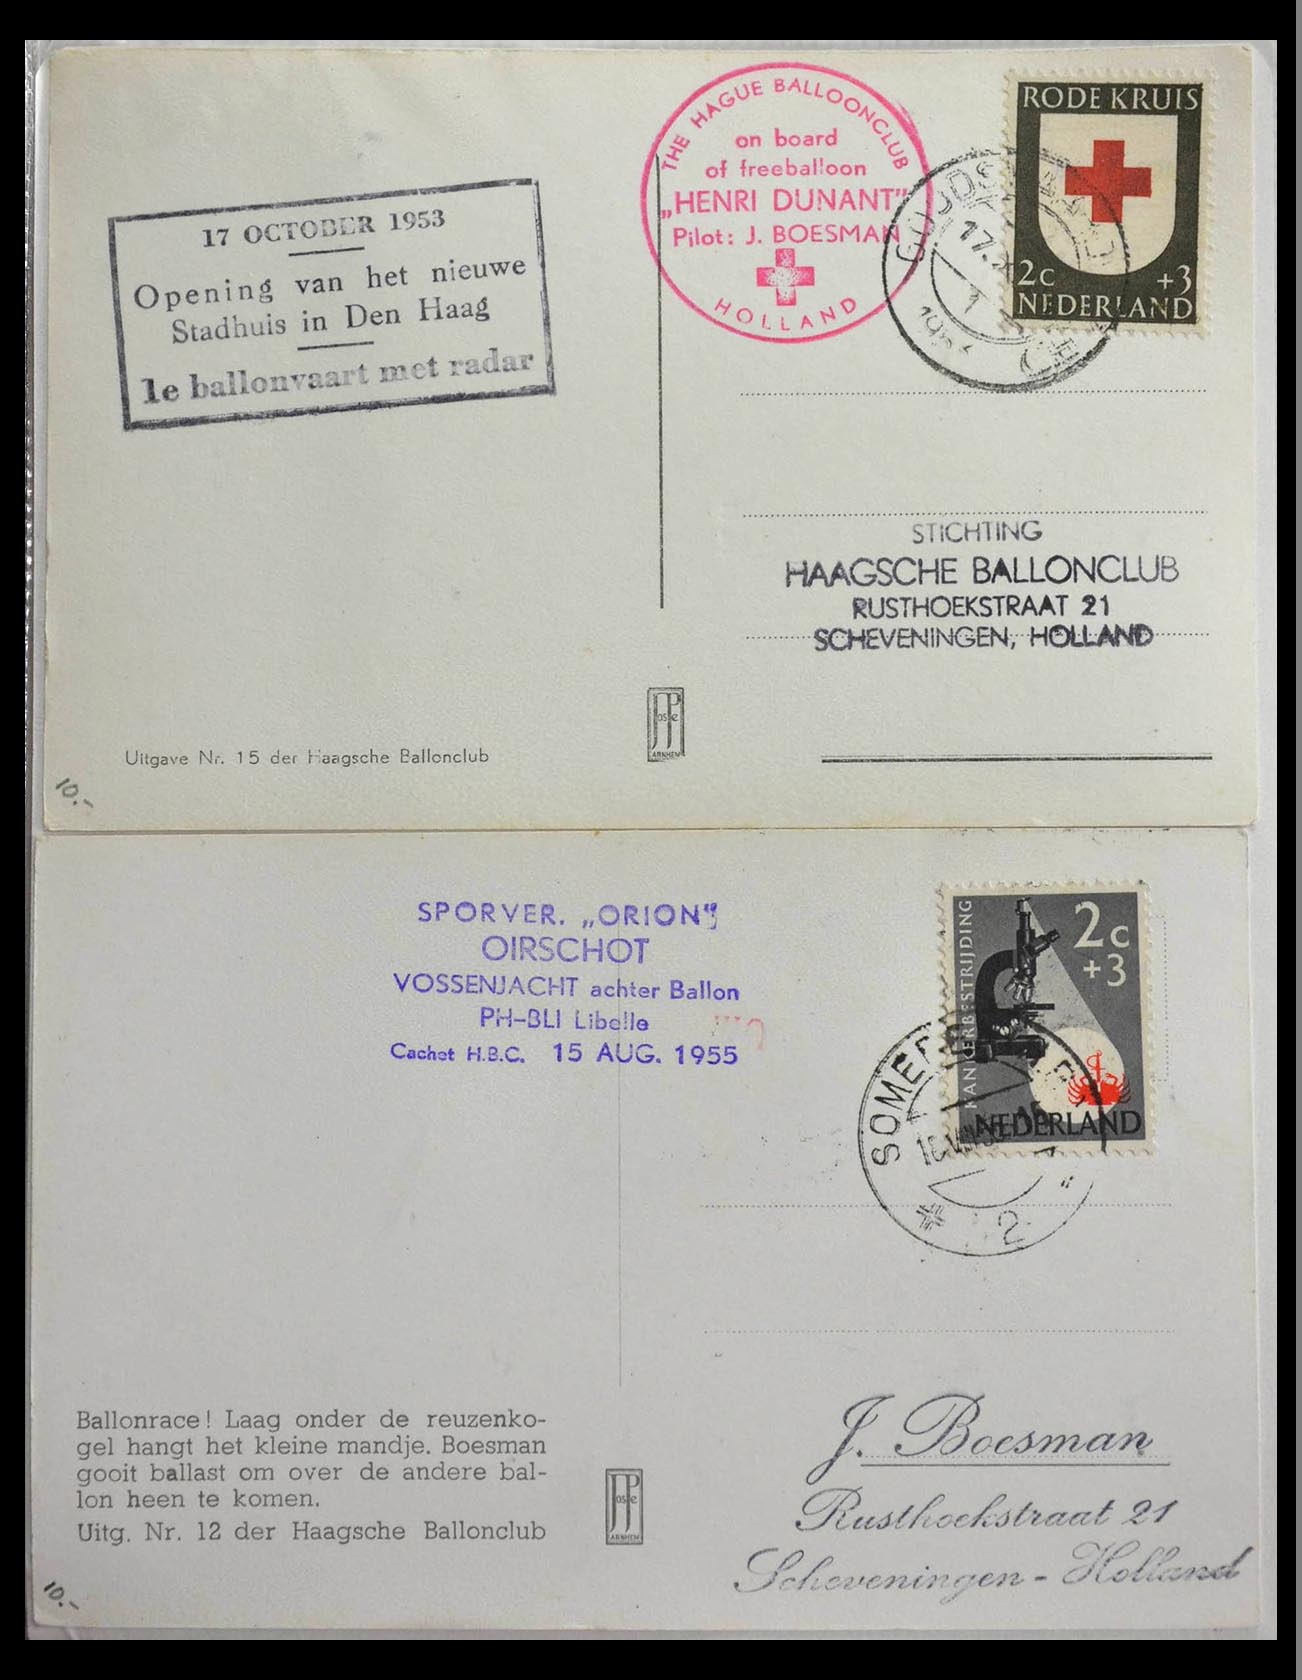 THE HAGUE BALLOONCLUB
on board
of freeballoon
„HENRI DUNANT"
Pilot: J. BOESMAN
HOLLAND
RODE KRUIS
2c +3
NEDERLAND
17 OCTOBER 1953
Opening van het nieuwe
Stadhuis in Den Haag
1e ballonvaart met radar
STICHTING
HAAGSCHE BALLONCLUB
RUSTHOEKSTRAAT 21
SCHEVENINGEN, HOLLAND
Uitgave Nr. 15 der Haagsche Ballonclub
ARNHEM
10.-
SPORVER. „ORION"
OIRSCHOT
VOSSENJACHT achter Ballon
PH-BLI Libelle
Cachet H.B.C. 15 AUG. 1955
KANKERBESTRIJDING
2c
+3
NEDERLAND
2
Ballonrace! Laag onder de reuzenko-
gel hangt het kleine mandje. Boesman
gooit ballast om over de andere bal-
lon heen te komen.
Uitg. Nr. 12 der Haagsche Ballonclub
ARNHEM
J. Boesman
Rusthoekstraat 21
Scheveningen - Holland
10.-